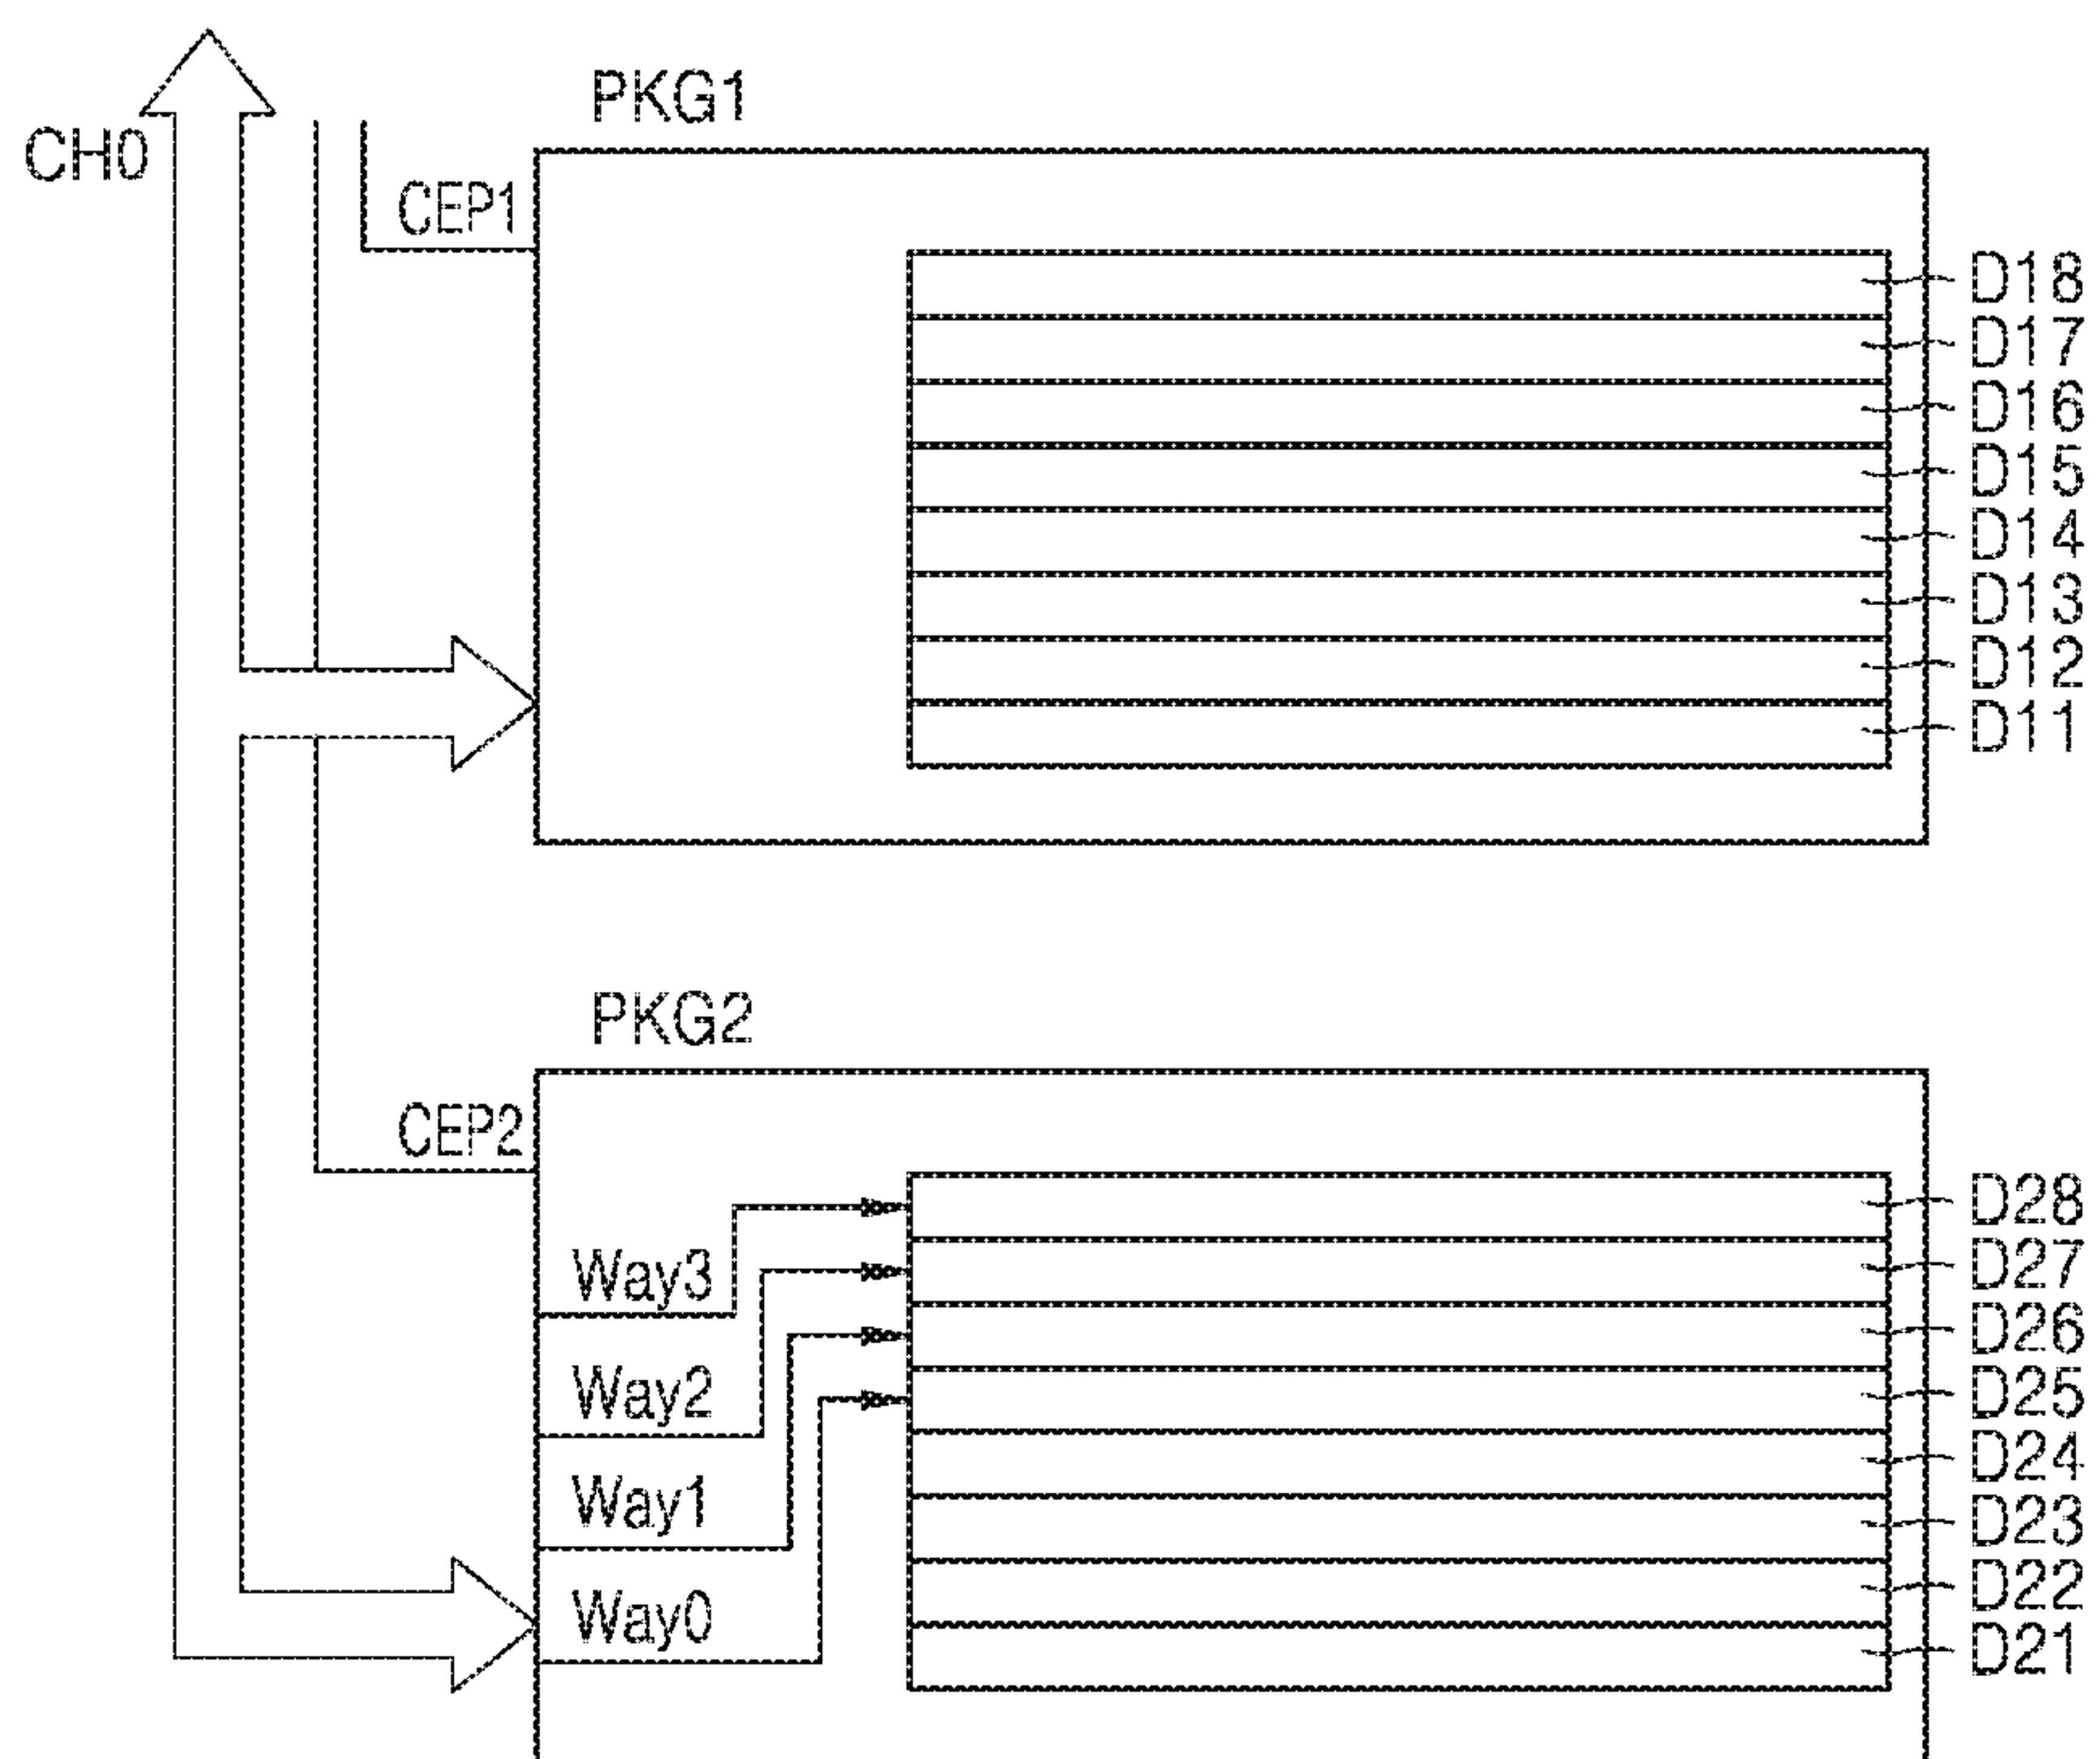 PKG1
CH0
CEP1
D18
D17
D16
D15
D14
D13
D12
D11
PKG2
CEP2
D28
Way3
D27
D26
Way2
D25
D24
Way1
D23
D22
Way0
D21